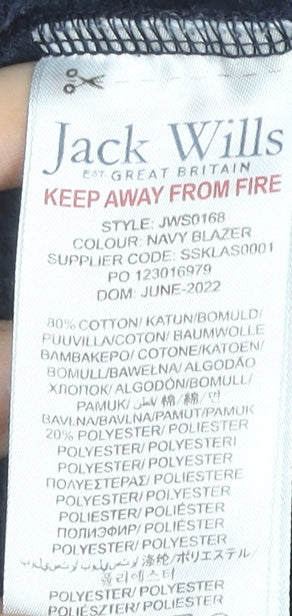 Jack Wills
EST GREAT BRITAIN
KEEP AWAY FROM FIRE
STYLE: JWS0168
COLOUR: NAVY BLAZER
SUPPLIER CODE: SSKLAS0001
PO 123016979
DOM: JUNE-2022
80% COTTON/ KATUN/BOMULD/
PUUVILLA/COTON/ BAUMWOLLE
BAMBAKEPO/ COTONE/KATOEN/
BOMULL/BAWEŁNA/ ALGODÃO
ХЛОПОК/ ALGODÓN/BOMULL/
PAMUK/ قطن/ 棉/綿/면
BAVLNA/BAVLNA/PAMUT/PAMUK
20% POLYESTER/ POLIESTER
POLYESTER/ POLYESTERI
POLYESTER/ POLYESTER
ΠΟΛΥΕΣΤΕΡΑΣ/ POLIESTERE
POLYESTER/ POLYESTER
POLIESTER/ POLIÉSTER
ПОЛИЭФИР/ POLIÉSTER
POLYESTER/ POLYESTER
涤纶/ポリエステル/
폴리에스터
POLYESTER/ POLYESTER
POLIÉSZTER/ POLYESTER